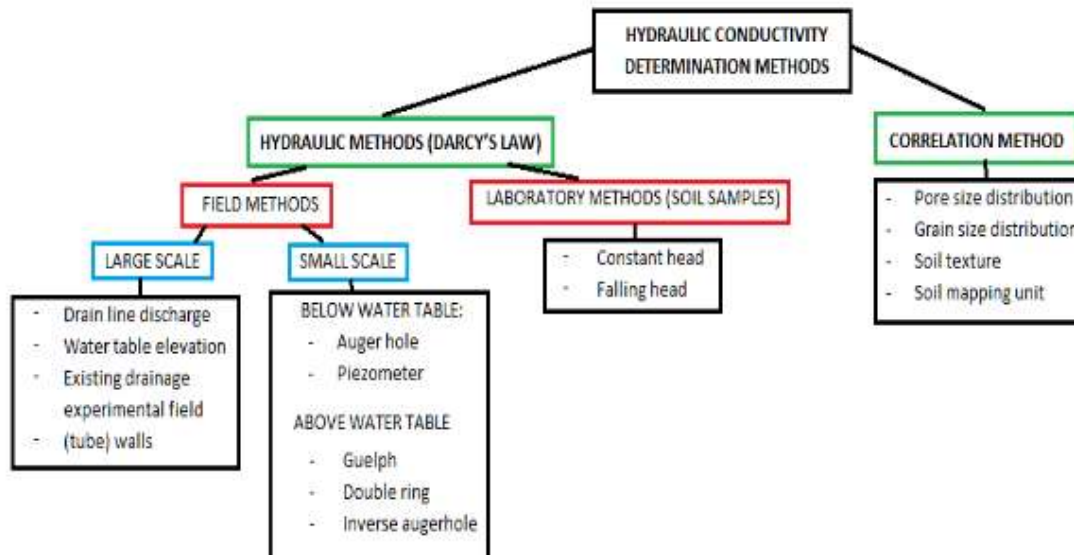 HYDRAULIC CONDUCTIVITY
DETERMINATION METHODS
HYDRAULIC METHODS (DARCY'S LAW)
CORRELATION METHOD
FIELD METHODS
LABORATORY METHODS (SOIL SAMPLES)
- Pore size distribution
- Grain size distribution
- Soil texture
- Soil mapping unit
LARGE SCALE
SMALL SCALE
- Constant head
- Falling head
- Drain line discharge
- Water table elevation
- Existing drainage
experimental field
- (tube) walls
BELOW WATER TABLE:
- Auger hole
- Piezometer
ABOVE WATER TABLE
- Guelph
- Double ring
- Inverse augerhole